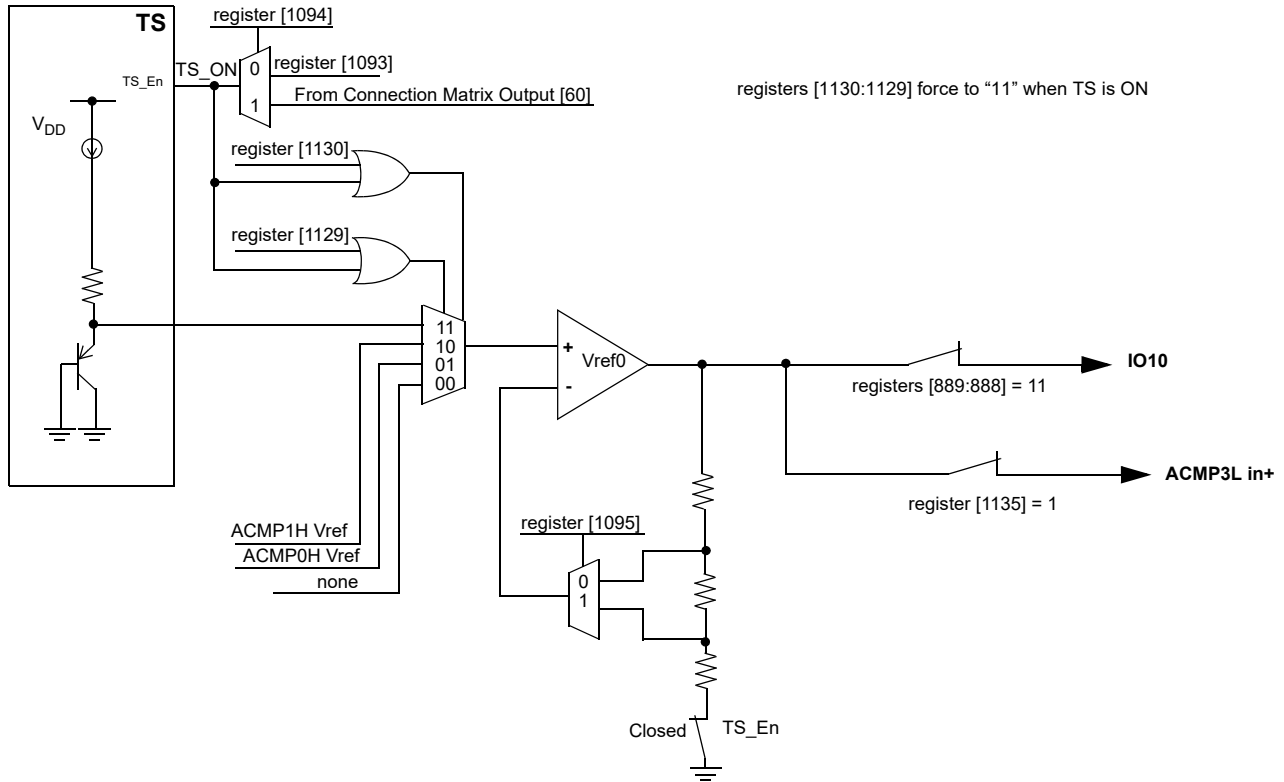 TS
register [1094]
TS_En
TS_ON
0
register [1093]
1
From Connection Matrix Output [60]
registers [1130:1129] force to “11” when TS is ON
VDD
register [1130]
register [1129]
11
10
01
00
+
-
Vref0
IO10
registers [889:888] = 11
ACMP3L in+
register [1135] = 1
ACMP1H Vref
ACMP0H Vref
none
register [1095]
0
1
Closed
TS_En